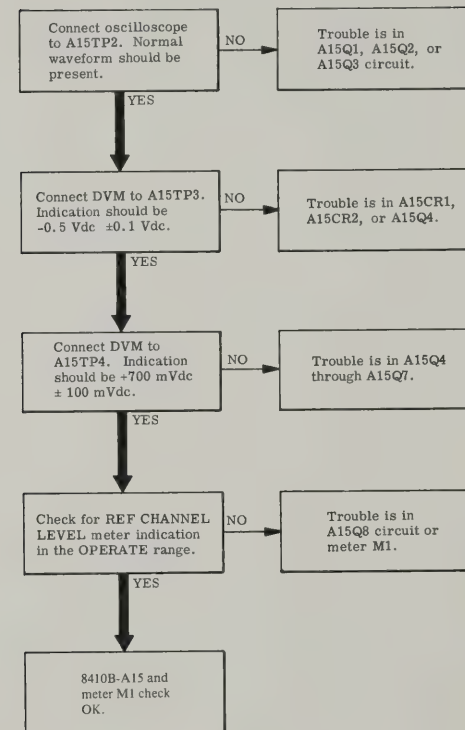 Connect oscilloscope
to A15TP2. Normal
waveform should be
present.
NO
Trouble is in
A15Q1, A15Q2, or
A15Q3 circuit.
YES
Connect DVM to A15TP3.
Indication should be
-0.5 Vdc ±0.1 Vdc.
NO
Trouble is in A15CR1,
A15CR2, or A15Q4.
YES
Connect DVM to
A15TP4. Indication
should be +700 mVdc
± 100 mVdc.
NO
Trouble is in A15Q4
through A15Q7.
YES
Check for REF CHANNEL
LEVEL meter indication
in the OPERATE range.
NO
Trouble is in
A15Q8 circuit or
meter M1.
YES
8410B-A15 and
meter M1 check
OK.